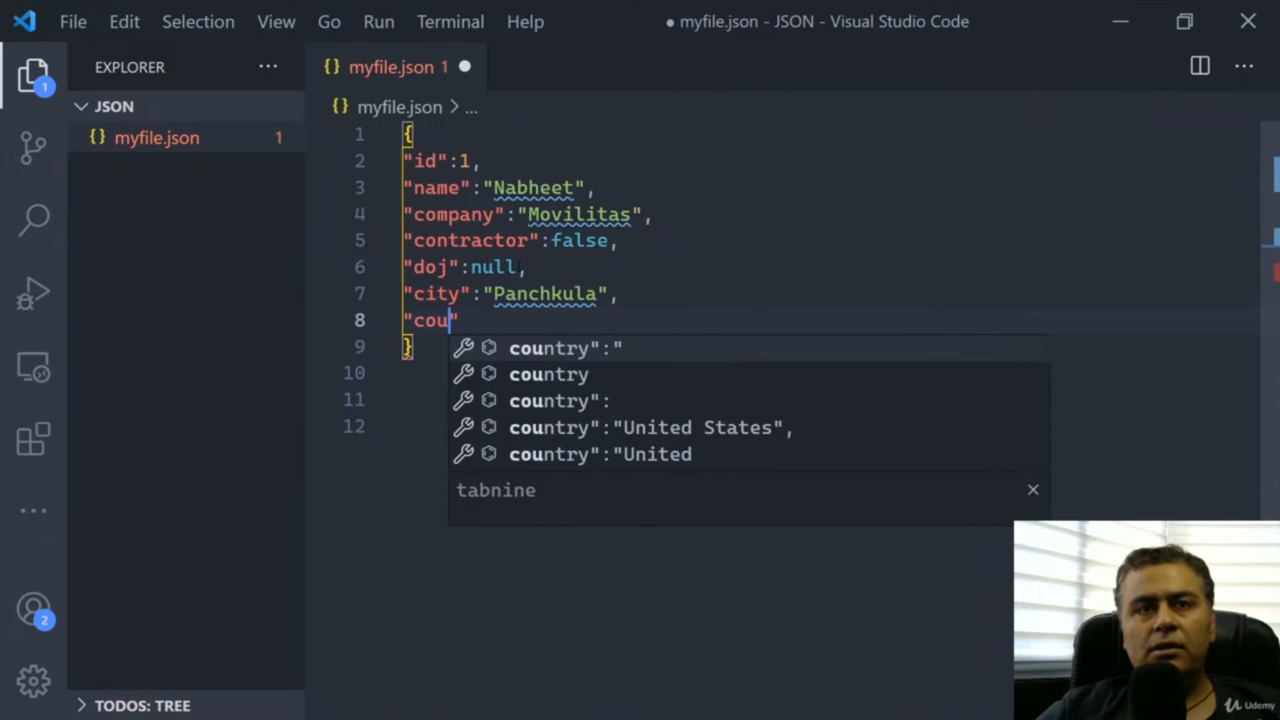 File Edit Selection View Go Run Terminal Help
● myfile.json - JSON - Visual Studio Code
EXPLORER ...
{} myfile.json 1 ●
JSON
{} myfile.json > ...
{} myfile.json 1
1 {
2 "id":1,
3 "name":"Nabheet",
4 "company":"Movilitas",
5 "contractor":false,
6 "doj":null,
7 "city":"Panchkula",
8 "cou"
9 }
10
11
12
country":"
country
country":
country":"United States",
country":"United
tabnine
1
2
TODOS: TREE
Udemy